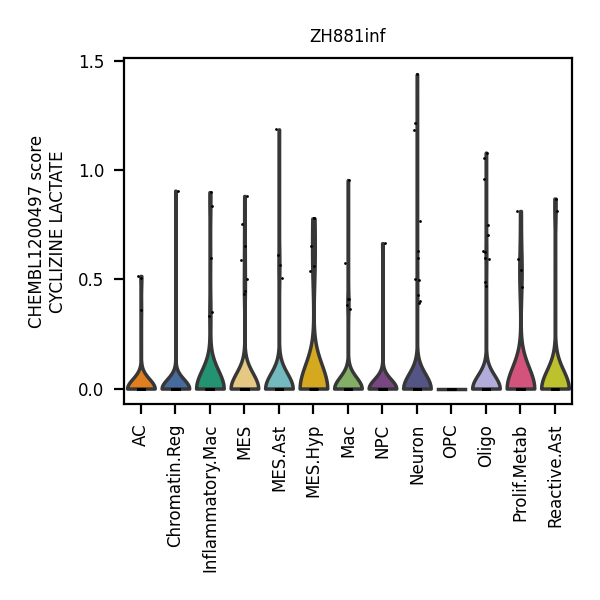 ZH881inf
CHEMBL1200497 score
CYCLIZINE LACTATE
1.5
1.0
0.5
0.0
AC
Chromatin.Reg
Inflammatory.Mac
MES
MES.Ast
MES.Hyp
Mac
NPC
Neuron
OPC
Oligo
Prolif.Metab
Reactive.Ast